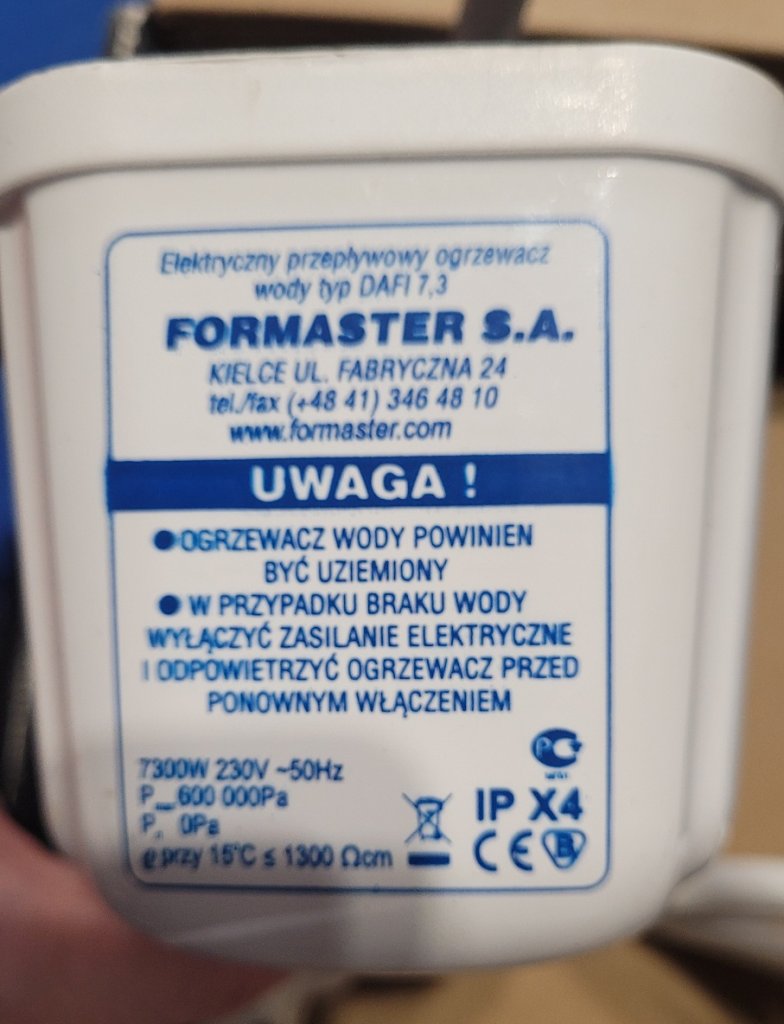 Elektryczny przepływowy ogrzewacz
wody typ DAFI 7,3
FORMASTER S.A.
KIELCE UL. FABRYCZNA 24
tel./fax (+48 41) 346 48 10
www.formaster.com
UWAGA !
● OGRZEWACZ WODY POWINIEN
BYĆ UZIEMIONY
● W PRZYPADKU BRAKU WODY
WYŁĄCZYĆ ZASILANIE ELEKTRYCZNE
I ODPOWIETRZYĆ OGRZEWACZ PRZED
PONOWNYM WŁĄCZENIEM
7300W 230V ~50Hz
P 600 000Pa
P 0Pa
ϱ przy 15°C ≤ 1300 Ωcm
PC
IP X4
CE B